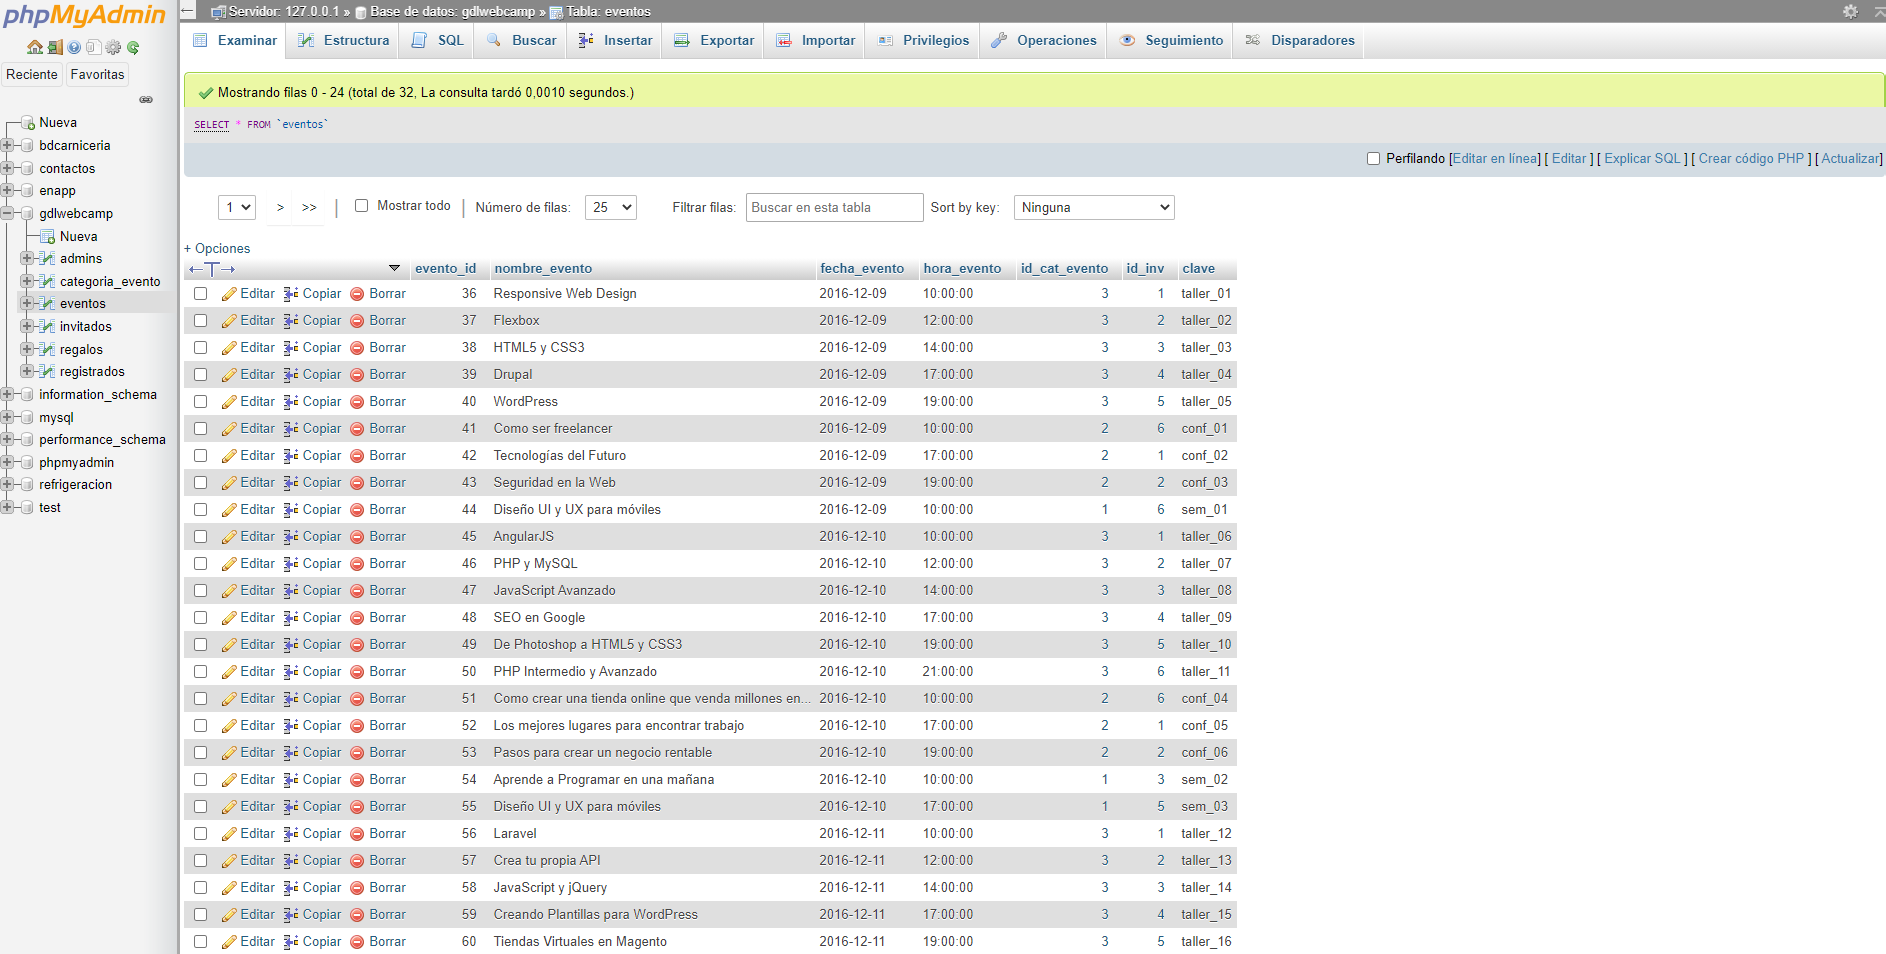 phpMyAdmin
Reciente Favoritas
Nueva
bdcarniceria
contactos
enapp
gdlwebcamp
Nueva
admins
categoria_evento
eventos
invitados
regalos
registrados
information_schema
mysql
performance_schema
phpmyadmin
refrigeracion
test
Servidor: 127.0.0.1 » Base de datos: gdlwebcamp » Tabla: eventos
Examinar Estructura SQL Buscar Insertar Exportar Importar Privilegios Operaciones Seguimiento Disparadores
Mostrando filas 0 - 24 (total de 32, La consulta tardó 0,0010 segundos.)
SELECT * FROM `eventos`
Perfilando [Editar en línea] [ Editar ] [ Explicar SQL ] [ Crear código PHP ] [ Actualizar]
1 > >> | Mostrar todo | Número de filas: 25 Filtrar filas: Buscar en esta tabla Sort by key: Ninguna
+ Opciones
←T→ evento_id nombre_evento fecha_evento hora_evento id_cat_evento id_inv clave
Editar Copiar Borrar 36 Responsive Web Design 2016-12-09 10:00:00 3 1 taller_01
Editar Copiar Borrar 37 Flexbox 2016-12-09 12:00:00 3 2 taller_02
Editar Copiar Borrar 38 HTML5 y CSS3 2016-12-09 14:00:00 3 3 taller_03
Editar Copiar Borrar 39 Drupal 2016-12-09 17:00:00 3 4 taller_04
Editar Copiar Borrar 40 WordPress 2016-12-09 19:00:00 3 5 taller_05
Editar Copiar Borrar 41 Como ser freelancer 2016-12-09 10:00:00 2 6 conf_01
Editar Copiar Borrar 42 Tecnologías del Futuro 2016-12-09 17:00:00 2 1 conf_02
Editar Copiar Borrar 43 Seguridad en la Web 2016-12-09 19:00:00 2 2 conf_03
Editar Copiar Borrar 44 Diseño UI y UX para móviles 2016-12-09 10:00:00 1 6 sem_01
Editar Copiar Borrar 45 AngularJS 2016-12-10 10:00:00 3 1 taller_06
Editar Copiar Borrar 46 PHP y MySQL 2016-12-10 12:00:00 3 2 taller_07
Editar Copiar Borrar 47 JavaScript Avanzado 2016-12-10 14:00:00 3 3 taller_08
Editar Copiar Borrar 48 SEO en Google 2016-12-10 17:00:00 3 4 taller_09
Editar Copiar Borrar 49 De Photoshop a HTML5 y CSS3 2016-12-10 19:00:00 3 5 taller_10
Editar Copiar Borrar 50 PHP Intermedio y Avanzado 2016-12-10 21:00:00 3 6 taller_11
Editar Copiar Borrar 51 Como crear una tienda online que venda millones en... 2016-12-10 10:00:00 2 6 conf_04
Editar Copiar Borrar 52 Los mejores lugares para encontrar trabajo 2016-12-10 17:00:00 2 1 conf_05
Editar Copiar Borrar 53 Pasos para crear un negocio rentable 2016-12-10 19:00:00 2 2 conf_06
Editar Copiar Borrar 54 Aprende a Programar en una mañana 2016-12-10 10:00:00 1 3 sem_02
Editar Copiar Borrar 55 Diseño UI y UX para móviles 2016-12-10 17:00:00 1 5 sem_03
Editar Copiar Borrar 56 Laravel 2016-12-11 10:00:00 3 1 taller_12
Editar Copiar Borrar 57 Crea tu propia API 2016-12-11 12:00:00 3 2 taller_13
Editar Copiar Borrar 58 JavaScript y jQuery 2016-12-11 14:00:00 3 3 taller_14
Editar Copiar Borrar 59 Creando Plantillas para WordPress 2016-12-11 17:00:00 3 4 taller_15
Editar Copiar Borrar 60 Tiendas Virtuales en Magento 2016-12-11 19:00:00 3 5 taller_16